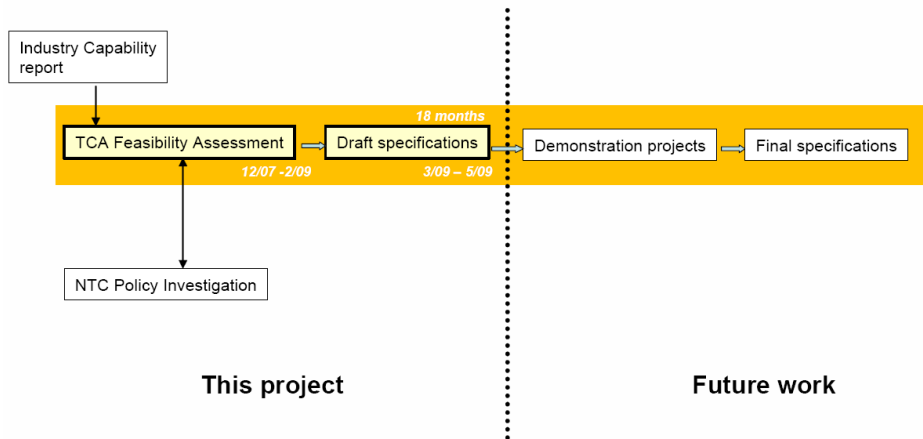 Industry Capability
report
18 months
TCA Feasibility Assessment
Draft specifications
Demonstration projects
Final specifications
12/07 -2/09
3/09 – 5/09
NTC Policy Investigation
This project
Future work